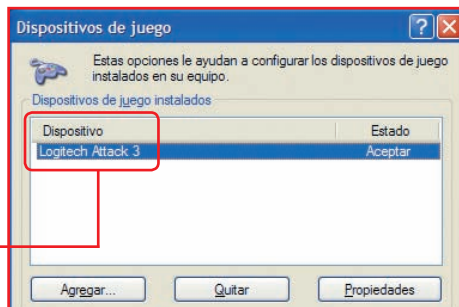 Dispositivos de juego
Estas opciones le ayudan a configurar los dispositivos de juego
instalados en su equipo.
Dispositivos de juego instalados
Dispositivo Estado
Logitech Attack 3 Aceptar
Agregar... Quitar Propiedades